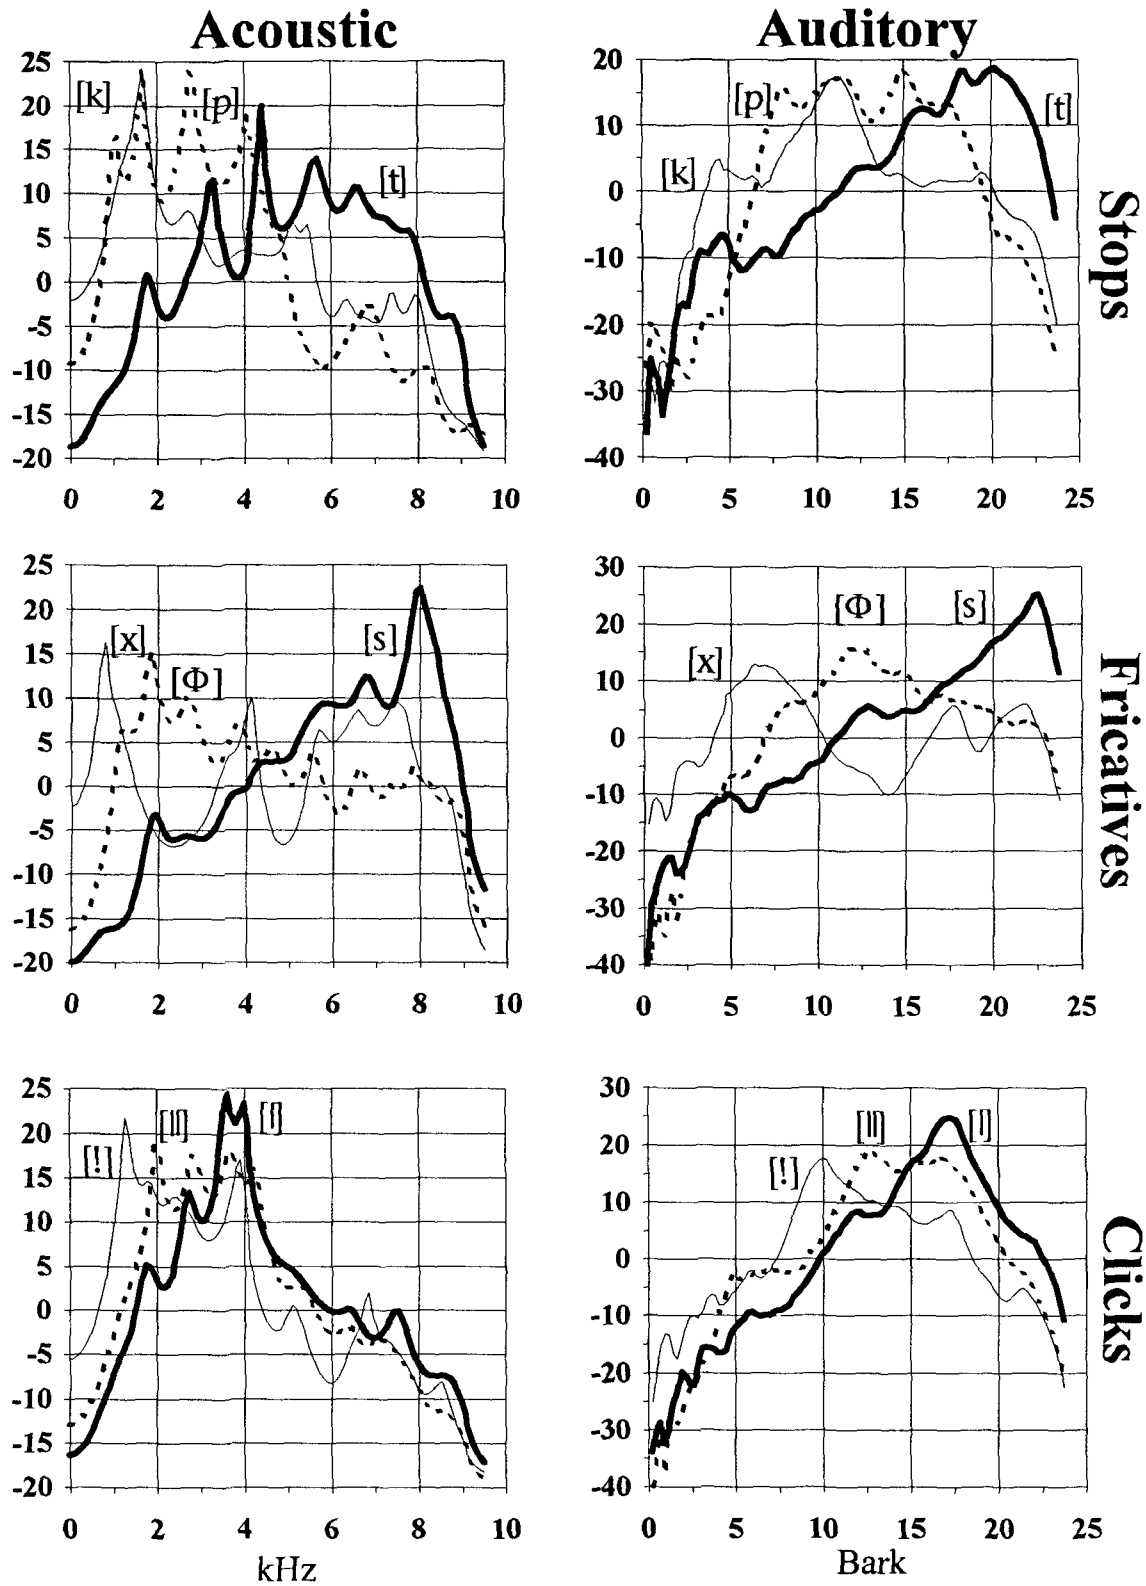 Acoustic
Auditory
25
20
15
10
5
0
-5
-10
-15
-20
0 2 4 6 8 10
[k]
[p]
[t]
20
10
0
-10
-20
-30
-40
0 5 10 15 20 25
[p]
[k]
[t]
Stops
25
20
15
10
5
0
-5
-10
-15
-20
0 2 4 6 8 10
[x]
[Φ]
[s]
30
20
10
0
-10
-20
-30
-40
0 5 10 15 20 25
[x]
[Φ]
[s]
Fricatives
25
20
15
10
5
0
-5
-10
-15
-20
0 2 4 6 8 10
kHz
[!]
[ǁ]
[ǀ]
30
20
10
0
-10
-20
-30
-40
0 5 10 15 20 25
Bark
[!]
[ǁ]
[ǀ]
Clicks